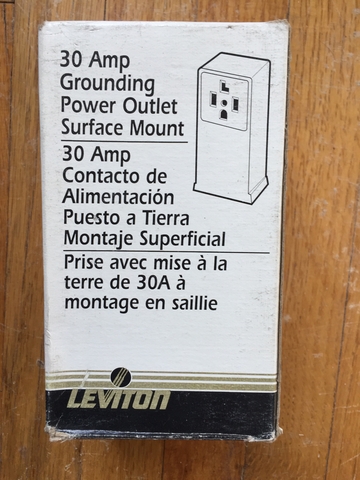 30 Amp
Grounding
Power Outlet
Surface Mount
30 Amp
Contacto de
Alimentación
Puesto a Tierra
Montaje Superficial
Prise avec mise à la
terre de 30A à
montage en saillie
LEVITON